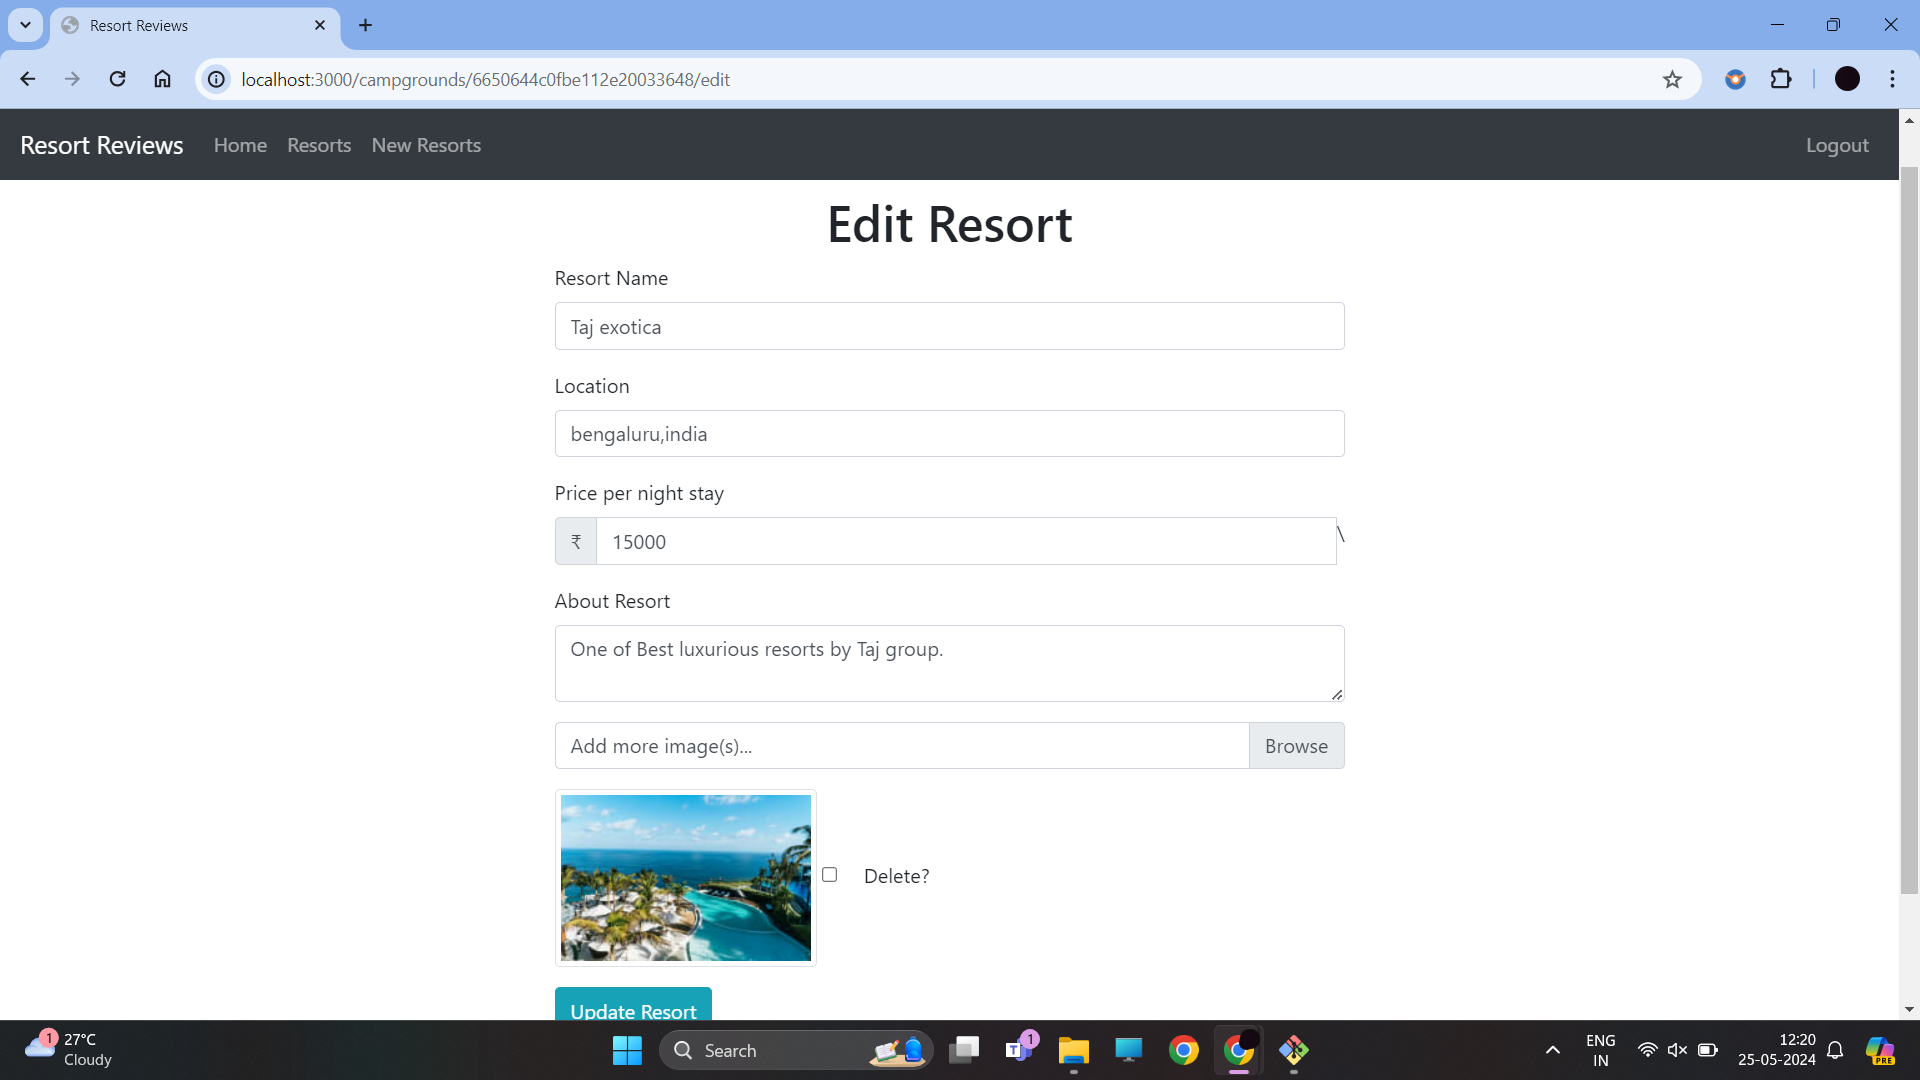 Resort Reviews
localhost:3000/campgrounds/6650644c0fbe112e20033648/edit
Resort Reviews Home Resorts New Resorts Logout
Edit Resort
Resort Name
Taj exotica
Location
bengaluru,india
Price per night stay
₹ 15000 \
About Resort
One of Best luxurious resorts by Taj group.
Add more image(s)... Browse
Delete?
Update Resort
1 27°C
Cloudy
Search
T 1
ENG
IN
12:20
25-05-2024
PRE